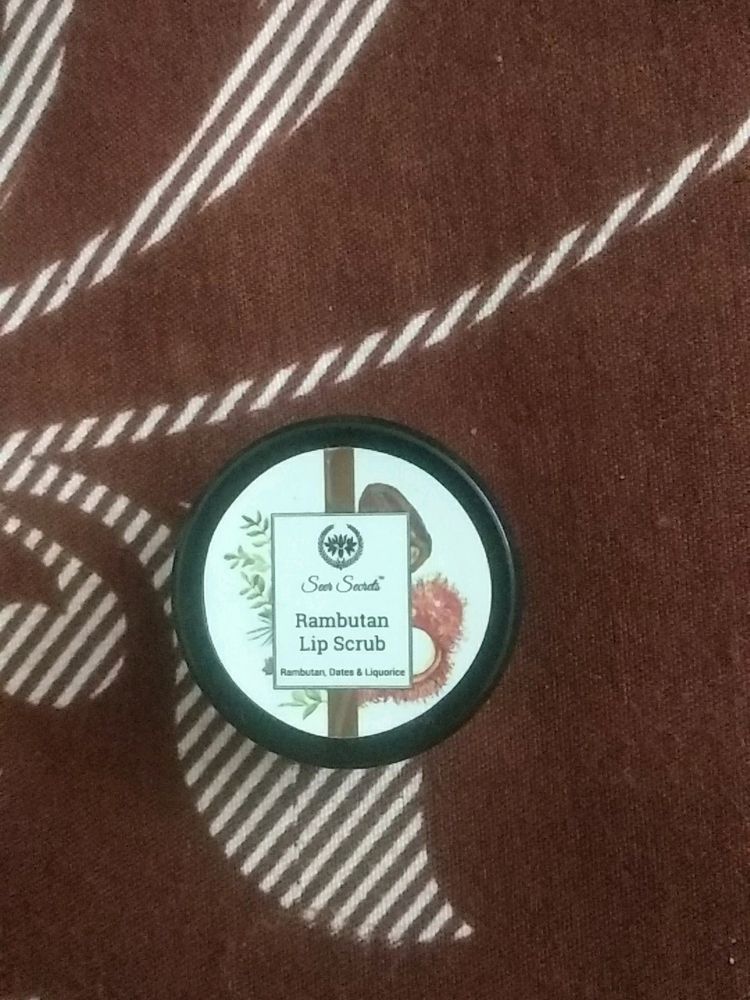 Seer Secrets™
Rambutan
Lip Scrub
Rambutan, Dates & Liquorice